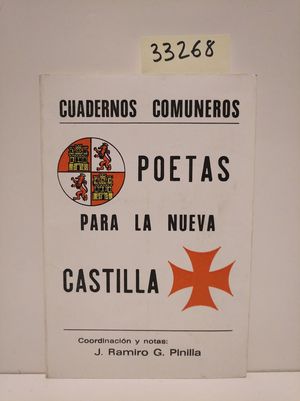 33268
CUADERNOS COMUNEROS
POETAS
PARA LA NUEVA
CASTILLA
Coordinación y notas:
J. Ramiro G. Pinilla